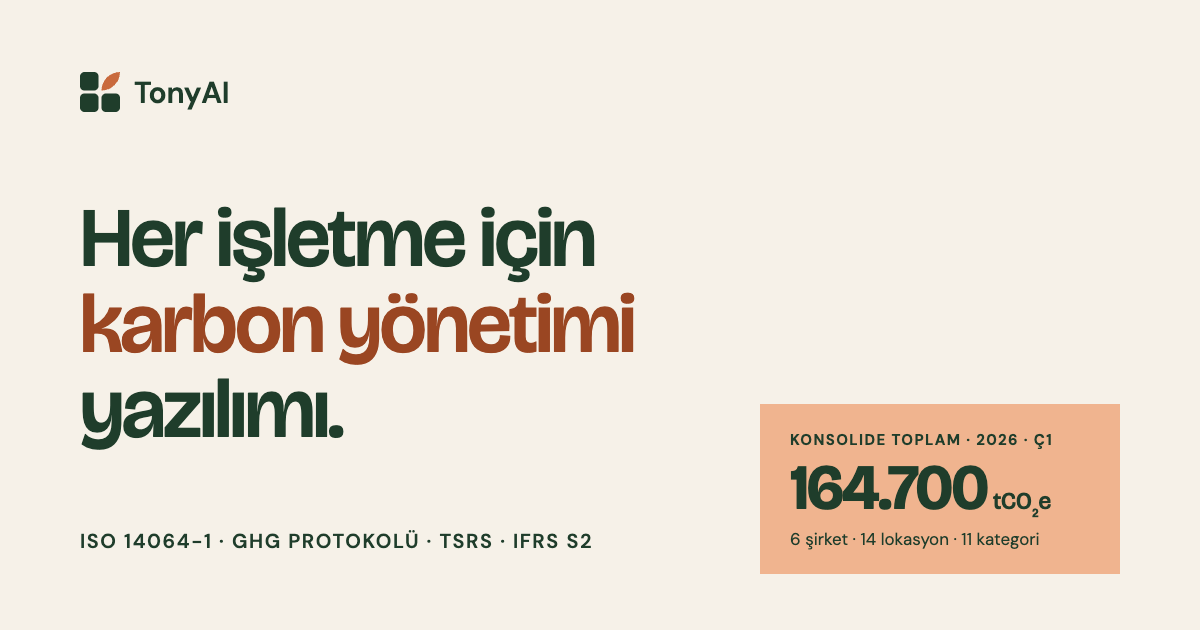 TonyAI
Her işletme için
karbon yönetimi
yazılımı.
ISO 14064-1 · GHG PROTOKOLÜ · TSRS · IFRS S2
KONSOLIDE TOPLAM · 2026 · Ç1
164.700 tCO₂e
6 şirket · 14 lokasyon · 11 kategori